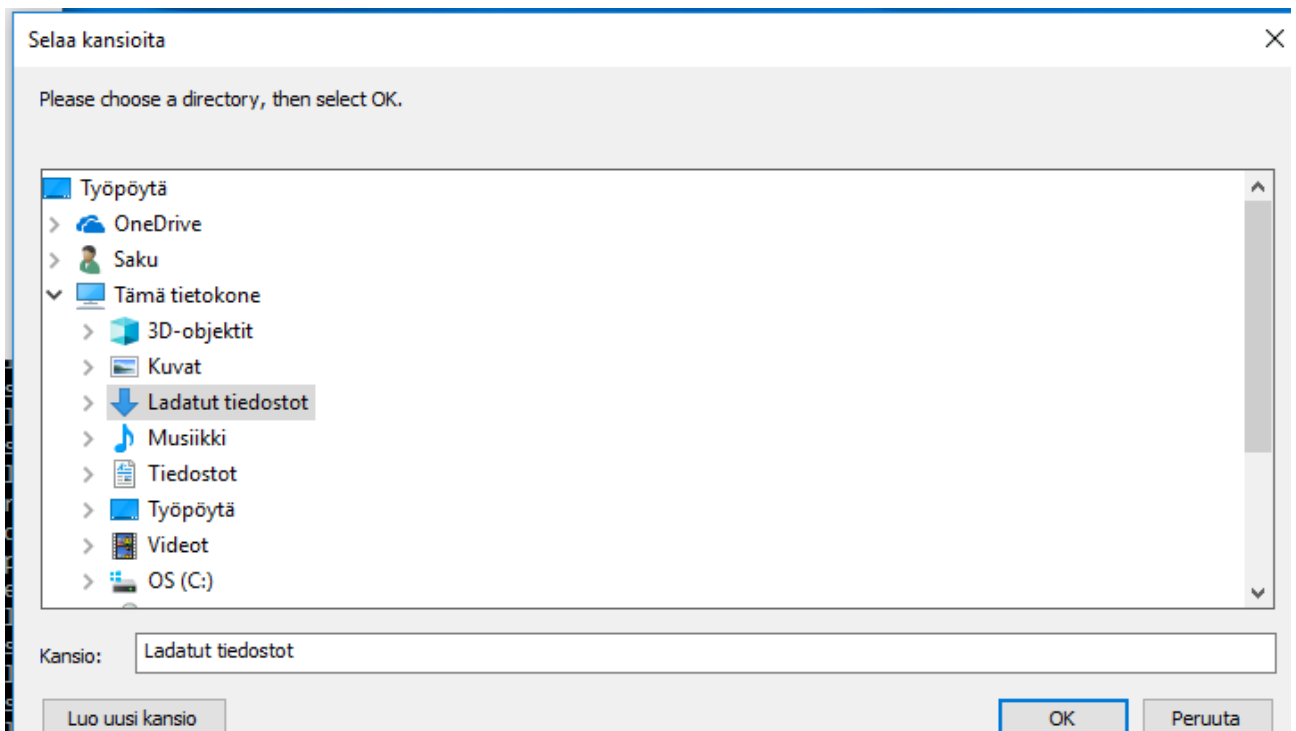 Selaa kansioita
Please choose a directory, then select OK.
Työpöytä
OneDrive
Saku
Tämä tietokone
3D-objektit
Kuvat
Ladatut tiedostot
Musiikki
Tiedostot
Työpöytä
Videot
OS (C:)
Kansio: Ladatut tiedostot
Luo uusi kansio OK Peruuta